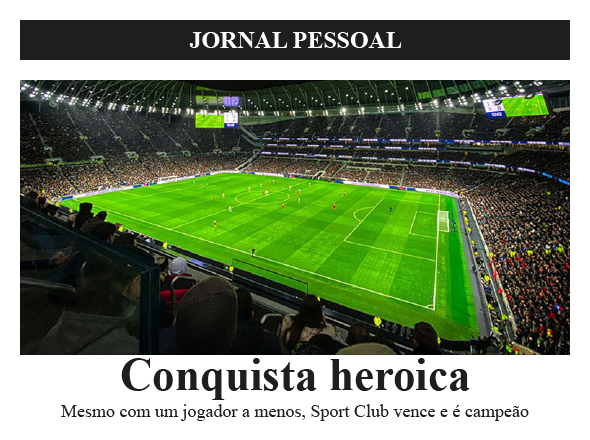 JORNAL PESSOAL
Conquista heroica
Mesmo com um jogador a menos, Sport Club vence e é campeão